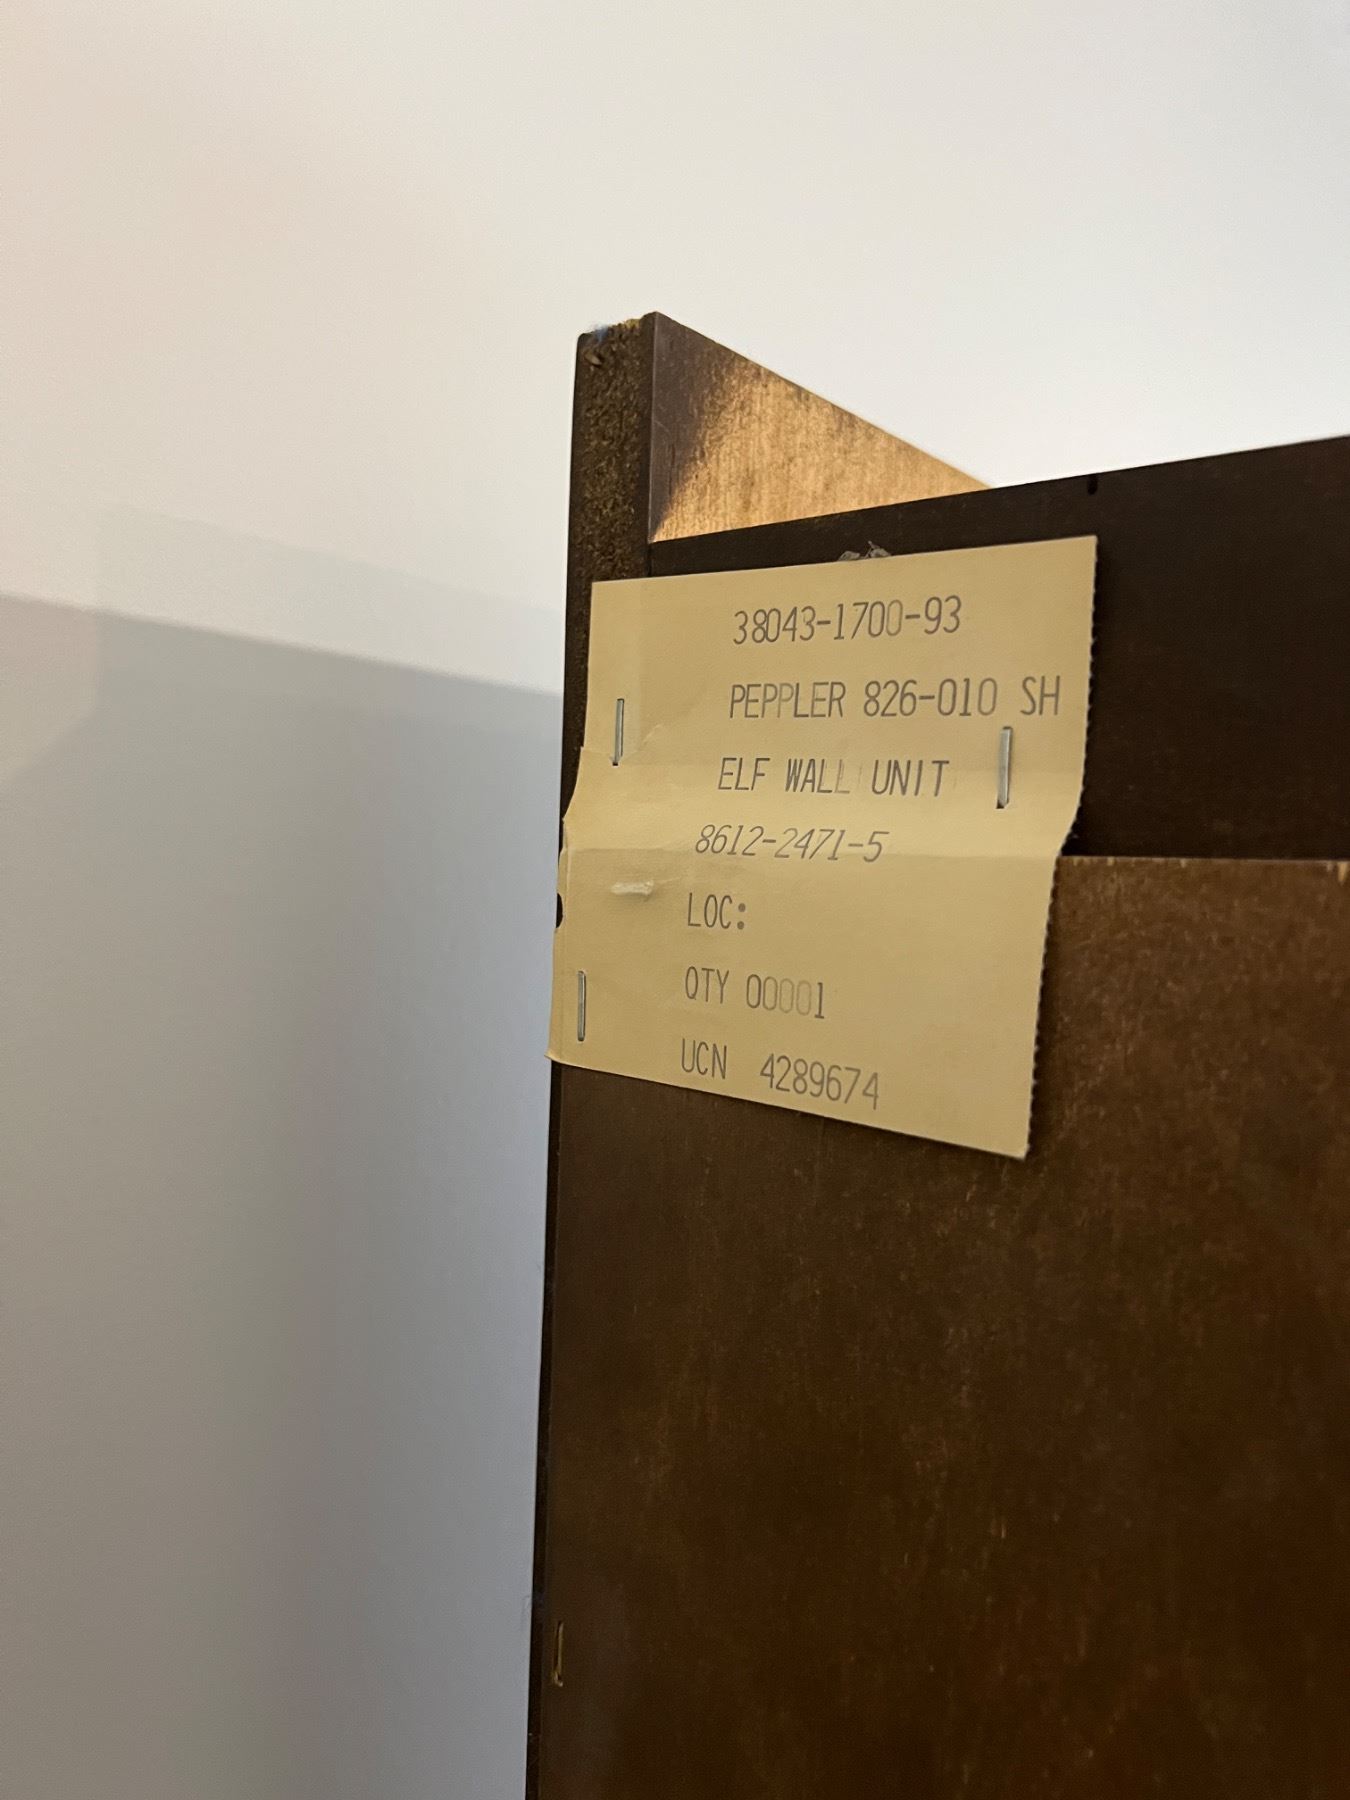 38043-1700-93
PEPPLER 826-010 SH
ELF WALL UNIT
8612-2471-5
LOC:
QTY 00001
UCN 4289674